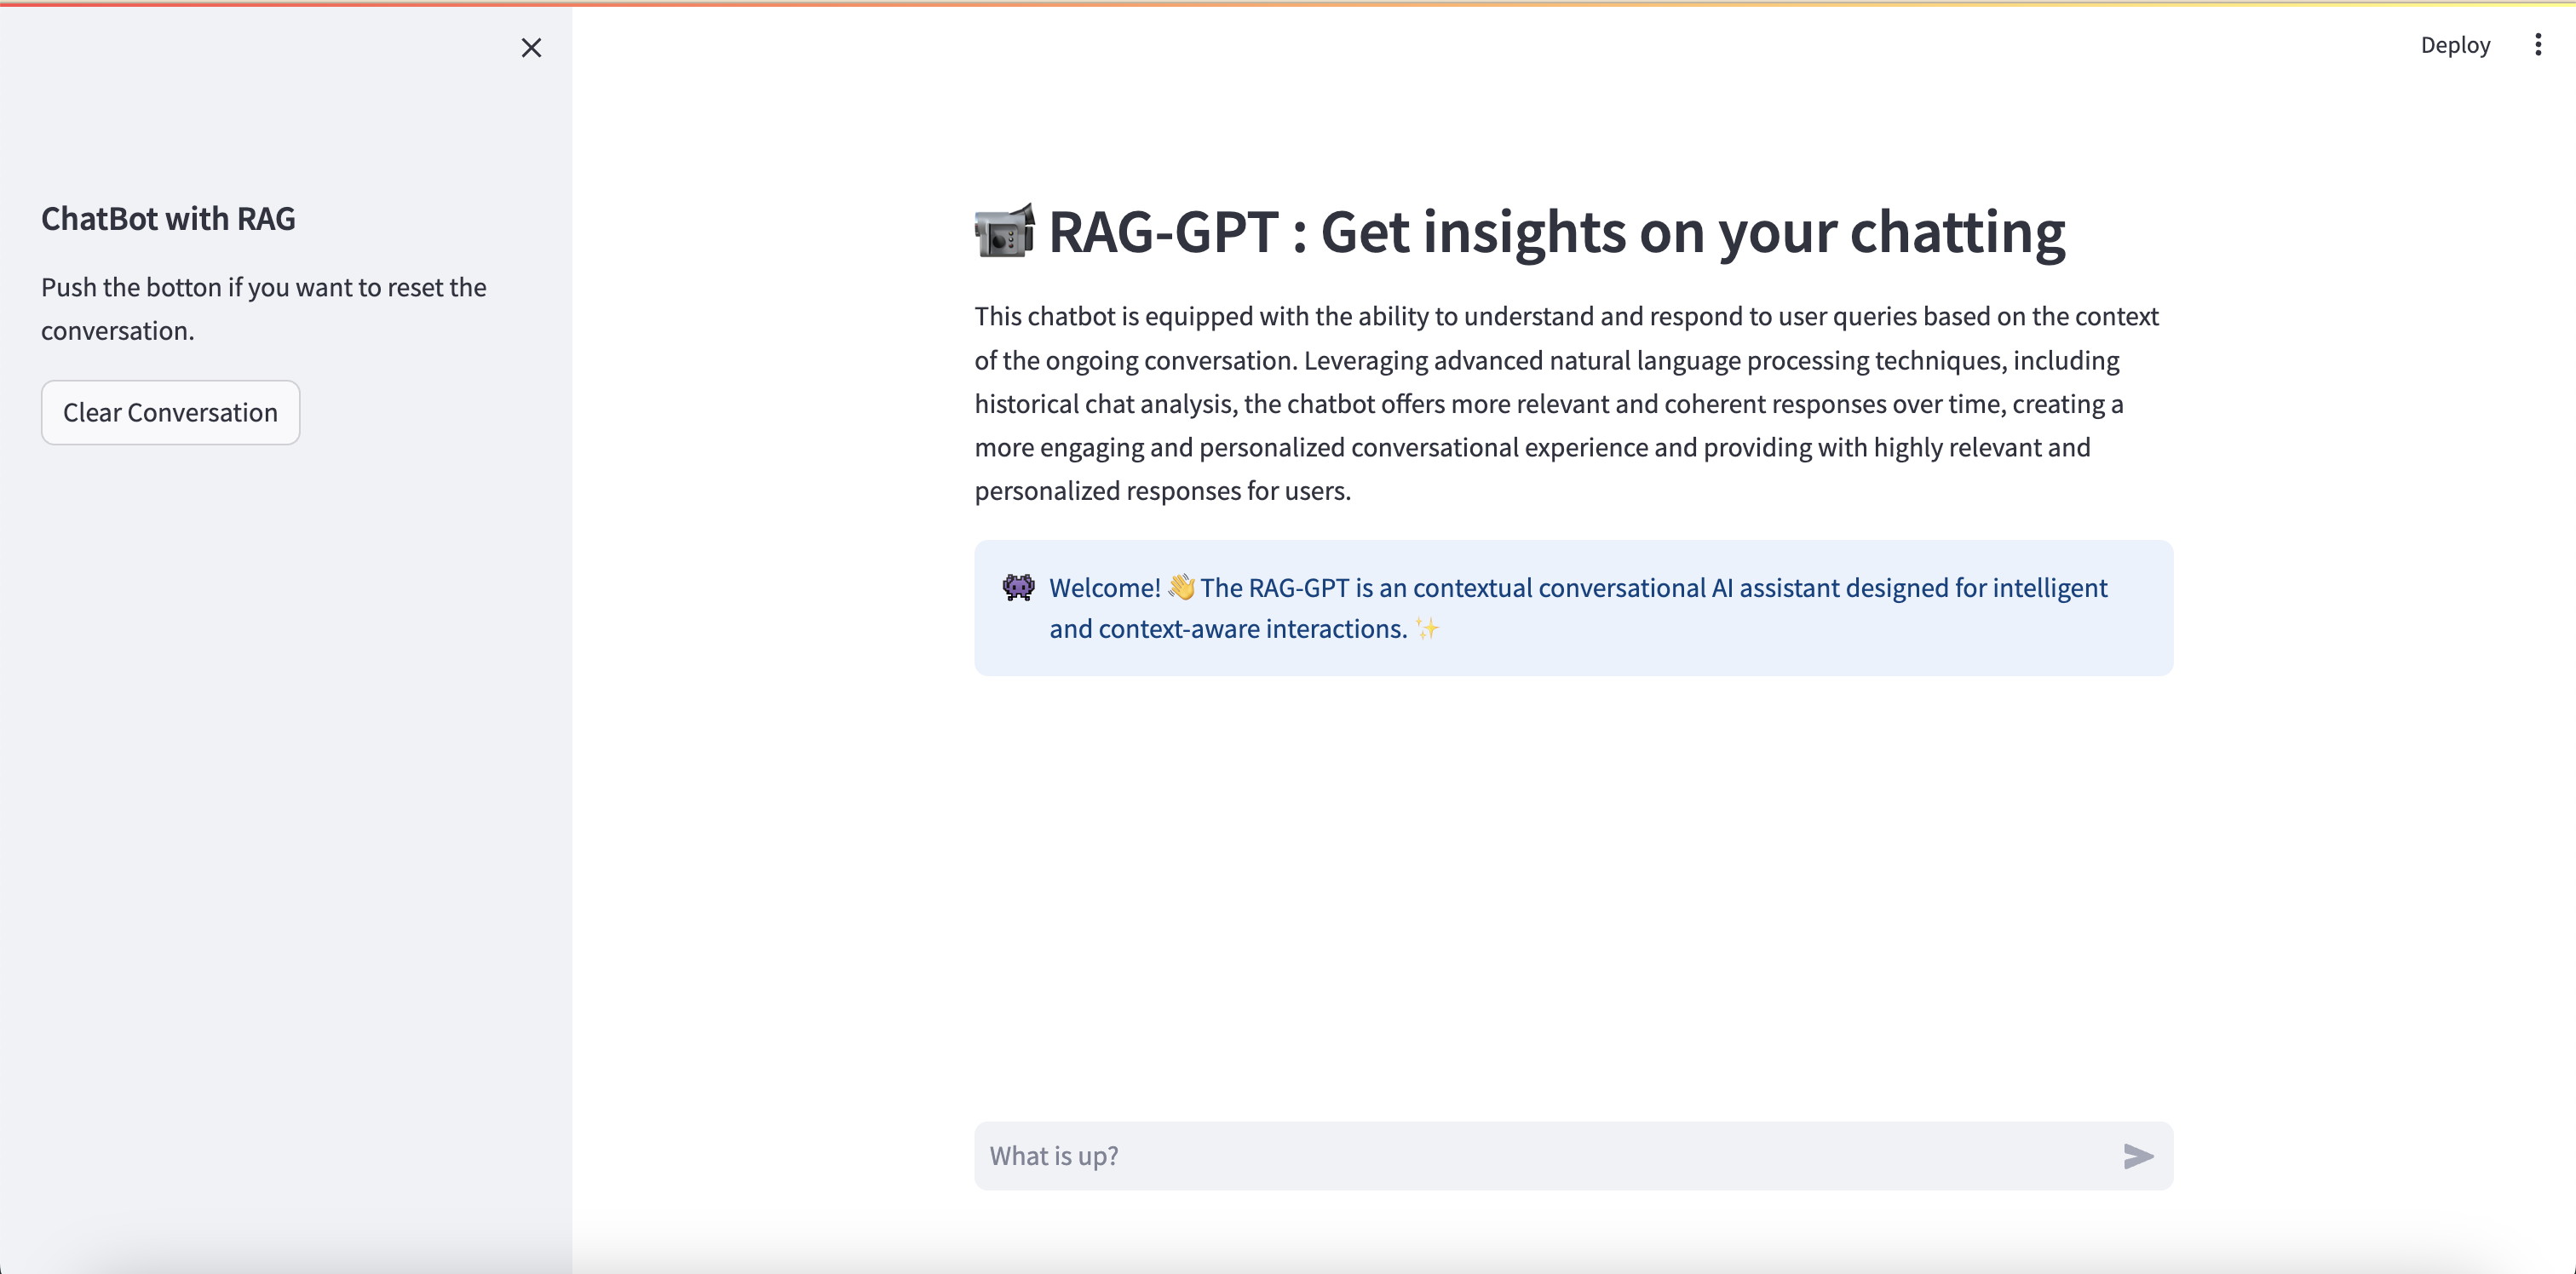 Deploy
ChatBot with RAG
Push the botton if you want to reset the
conversation.
Clear Conversation
RAG-GPT : Get insights on your chatting
This chatbot is equipped with the ability to understand and respond to user queries based on the context
of the ongoing conversation. Leveraging advanced natural language processing techniques, including
historical chat analysis, the chatbot offers more relevant and coherent responses over time, creating a
more engaging and personalized conversational experience and providing with highly relevant and
personalized responses for users.
Welcome! 👋 The RAG-GPT is an contextual conversational AI assistant designed for intelligent
and context-aware interactions. ✨
What is up?